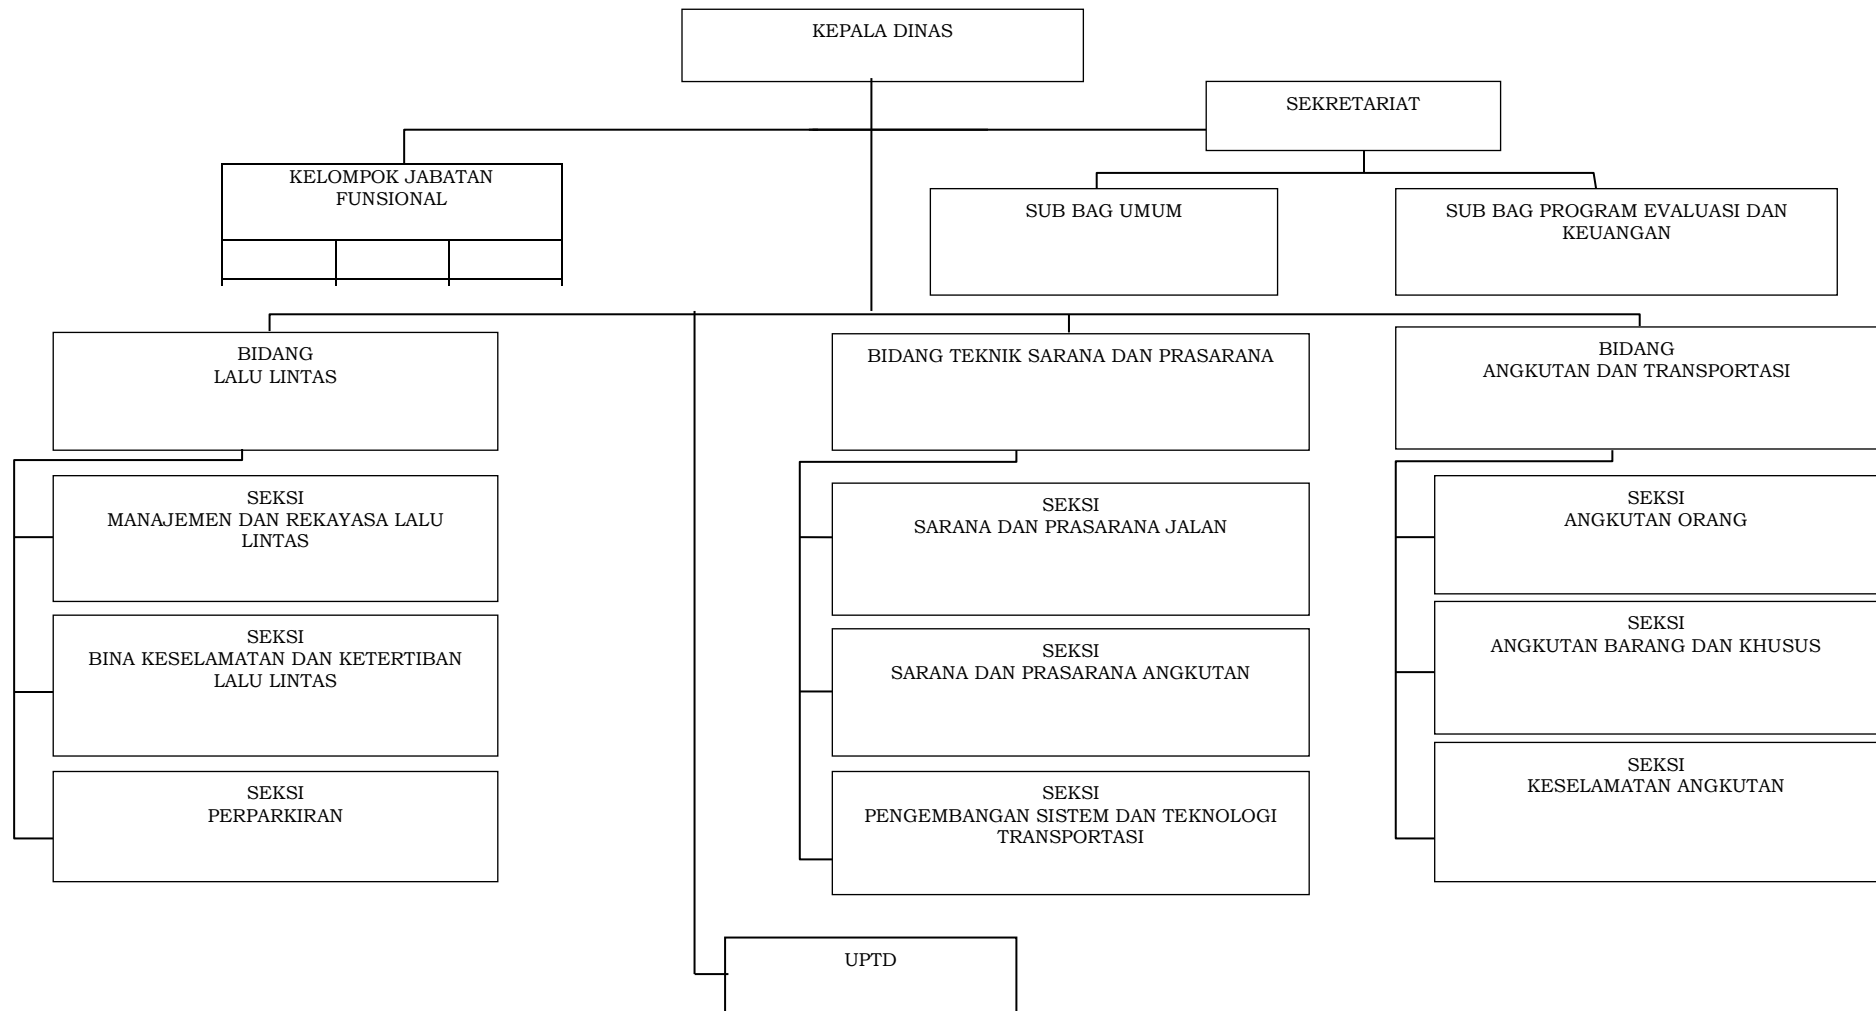 KEPALA DINAS
SEKRETARIAT
KELOMPOK JABATAN
FUNSIONAL
SUB BAG UMUM
SUB BAG PROGRAM EVALUASI DAN
KEUANGAN
BIDANG
LALU LINTAS
BIDANG TEKNIK SARANA DAN PRASARANA
BIDANG
ANGKUTAN DAN TRANSPORTASI
SEKSI
MANAJEMEN DAN REKAYASA LALU
LINTAS
SEKSI
BINA KESELAMATAN DAN KETERTIBAN
LALU LINTAS
SEKSI
PERPARKIRAN
SEKSI
SARANA DAN PRASARANA JALAN
SEKSI
SARANA DAN PRASARANA ANGKUTAN
SEKSI
PENGEMBANGAN SISTEM DAN TEKNOLOGI
TRANSPORTASI
SEKSI
ANGKUTAN ORANG
SEKSI
ANGKUTAN BARANG DAN KHUSUS
SEKSI
KESELAMATAN ANGKUTAN
UPTD